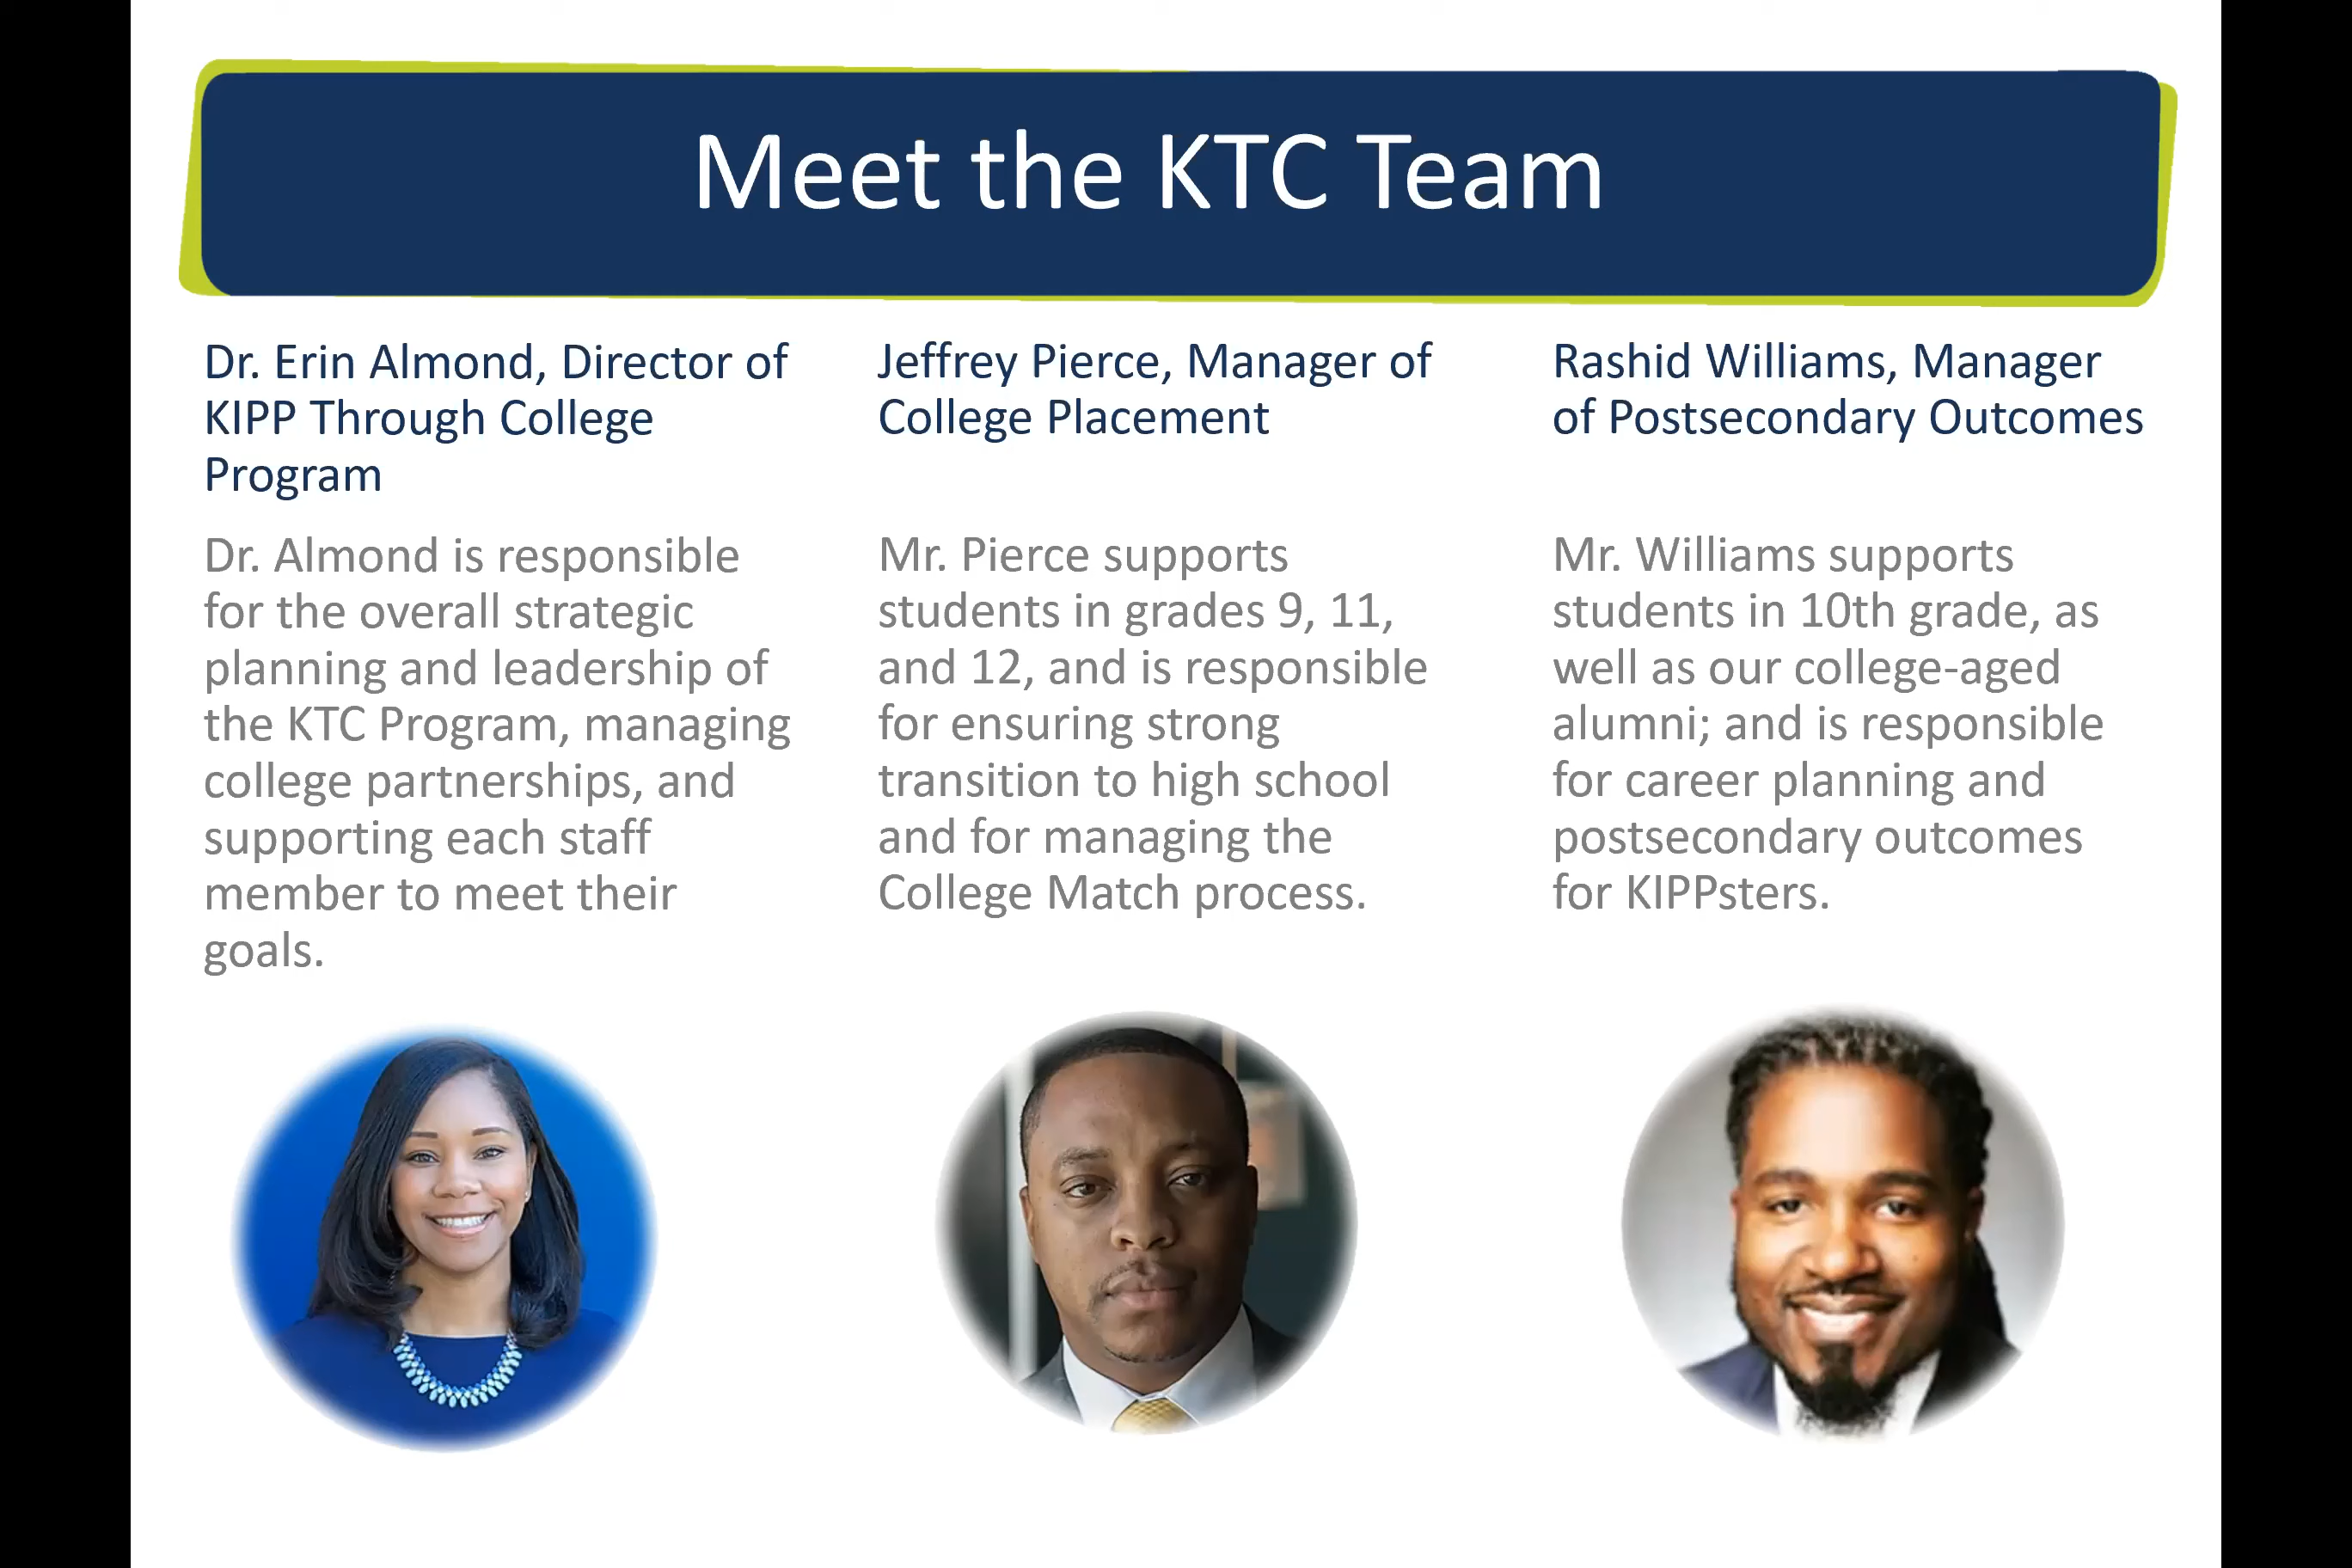 Meet the KTC Team
Dr. Erin Almond, Director of
KIPP Through College
Program
Dr. Almond is responsible
for the overall strategic
planning and leadership of
the KTC Program, managing
college partnerships, and
supporting each staff
member to meet their
goals.
Jeffrey Pierce, Manager of
College Placement
Mr. Pierce supports
students in grades 9, 11,
and 12, and is responsible
for ensuring strong
transition to high school
and for managing the
College Match process.
Rashid Williams, Manager
of Postsecondary Outcomes
Mr. Williams supports
students in 10th grade, as
well as our college-aged
alumni; and is responsible
for career planning and
postsecondary outcomes
for KIPPsters.